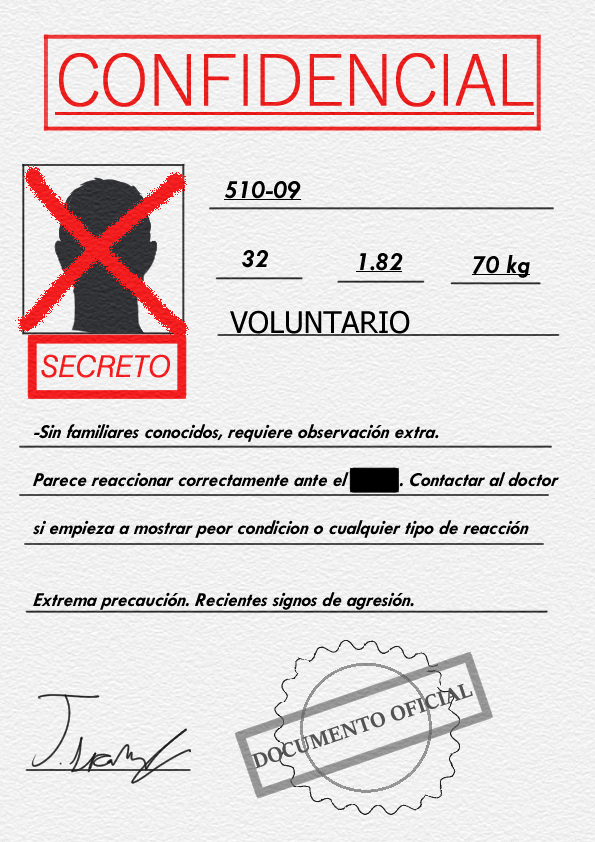 CONFIDENCIAL
510-09
32 1.82 70 kg
VOLUNTARIO
SECRETO
-Sin familiares conocidos, requiere observación extra.
Parece reaccionar correctamente ante el . Contactar al doctor
si empieza a mostrar peor condicion o cualquier tipo de reacción
Extrema precaución. Recientes signos de agresión.
DOCUMENTO OFICIAL